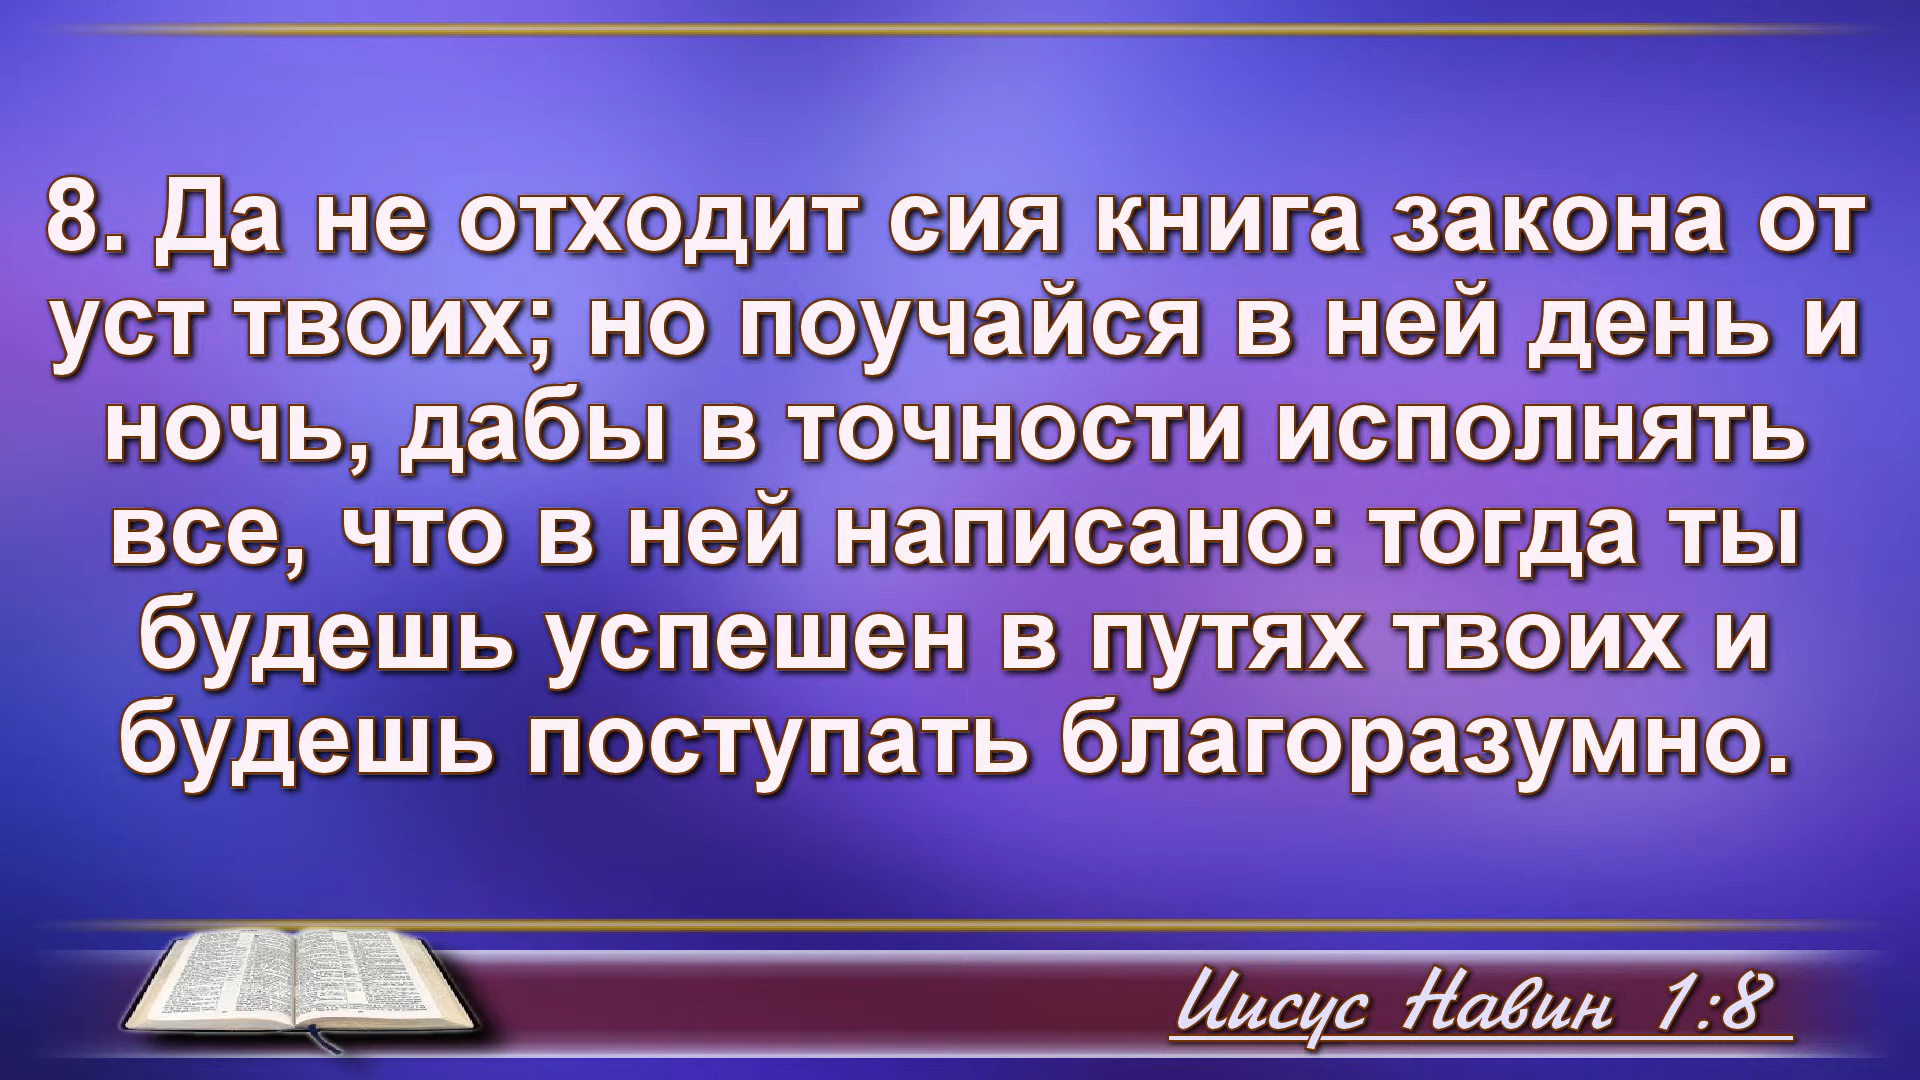 8. Да не отходит сия книга закона от
уст твоих; но поучайся в ней день и
ночь, дабы в точности исполнять
все, что в ней написано: тогда ты
будешь успешен в путях твоих и
будешь поступать благоразумно.
Иисус Навин 1:8